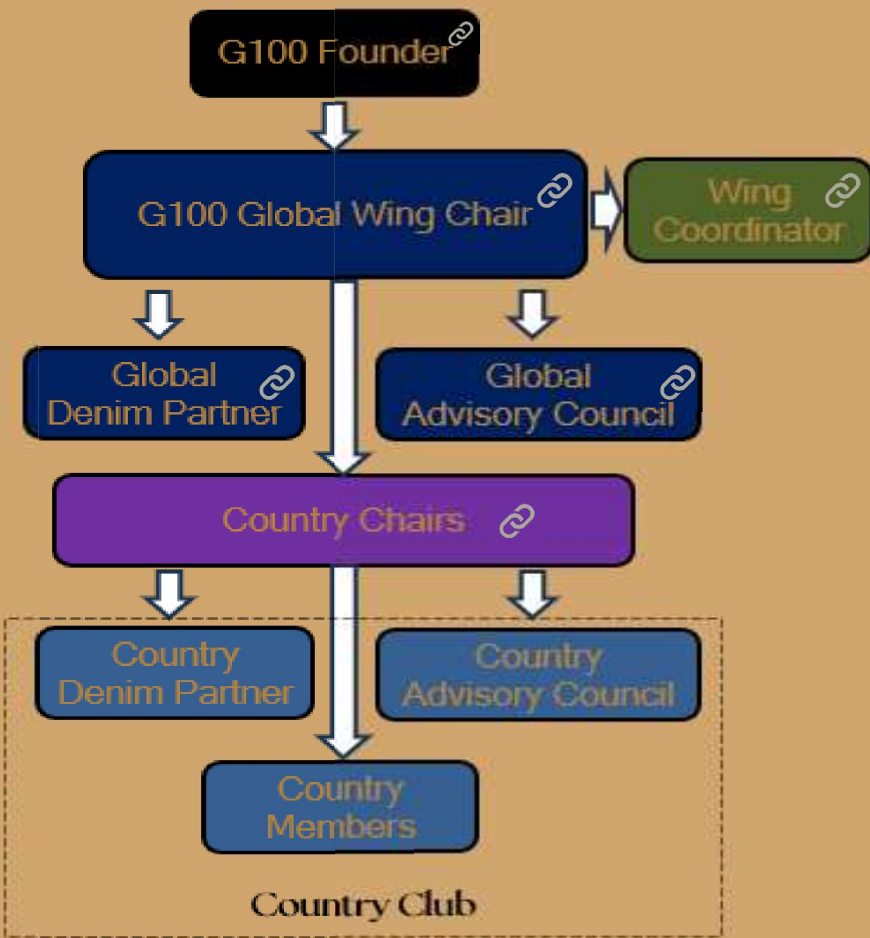 G100 Founder
G100 Global Wing Chair
Wing
Coordinator
Global
Denim Partner
Global
Advisory Council
Country Chairs
Country
Denim Partner
Country
Advisory Council
Country
Members
Country Club